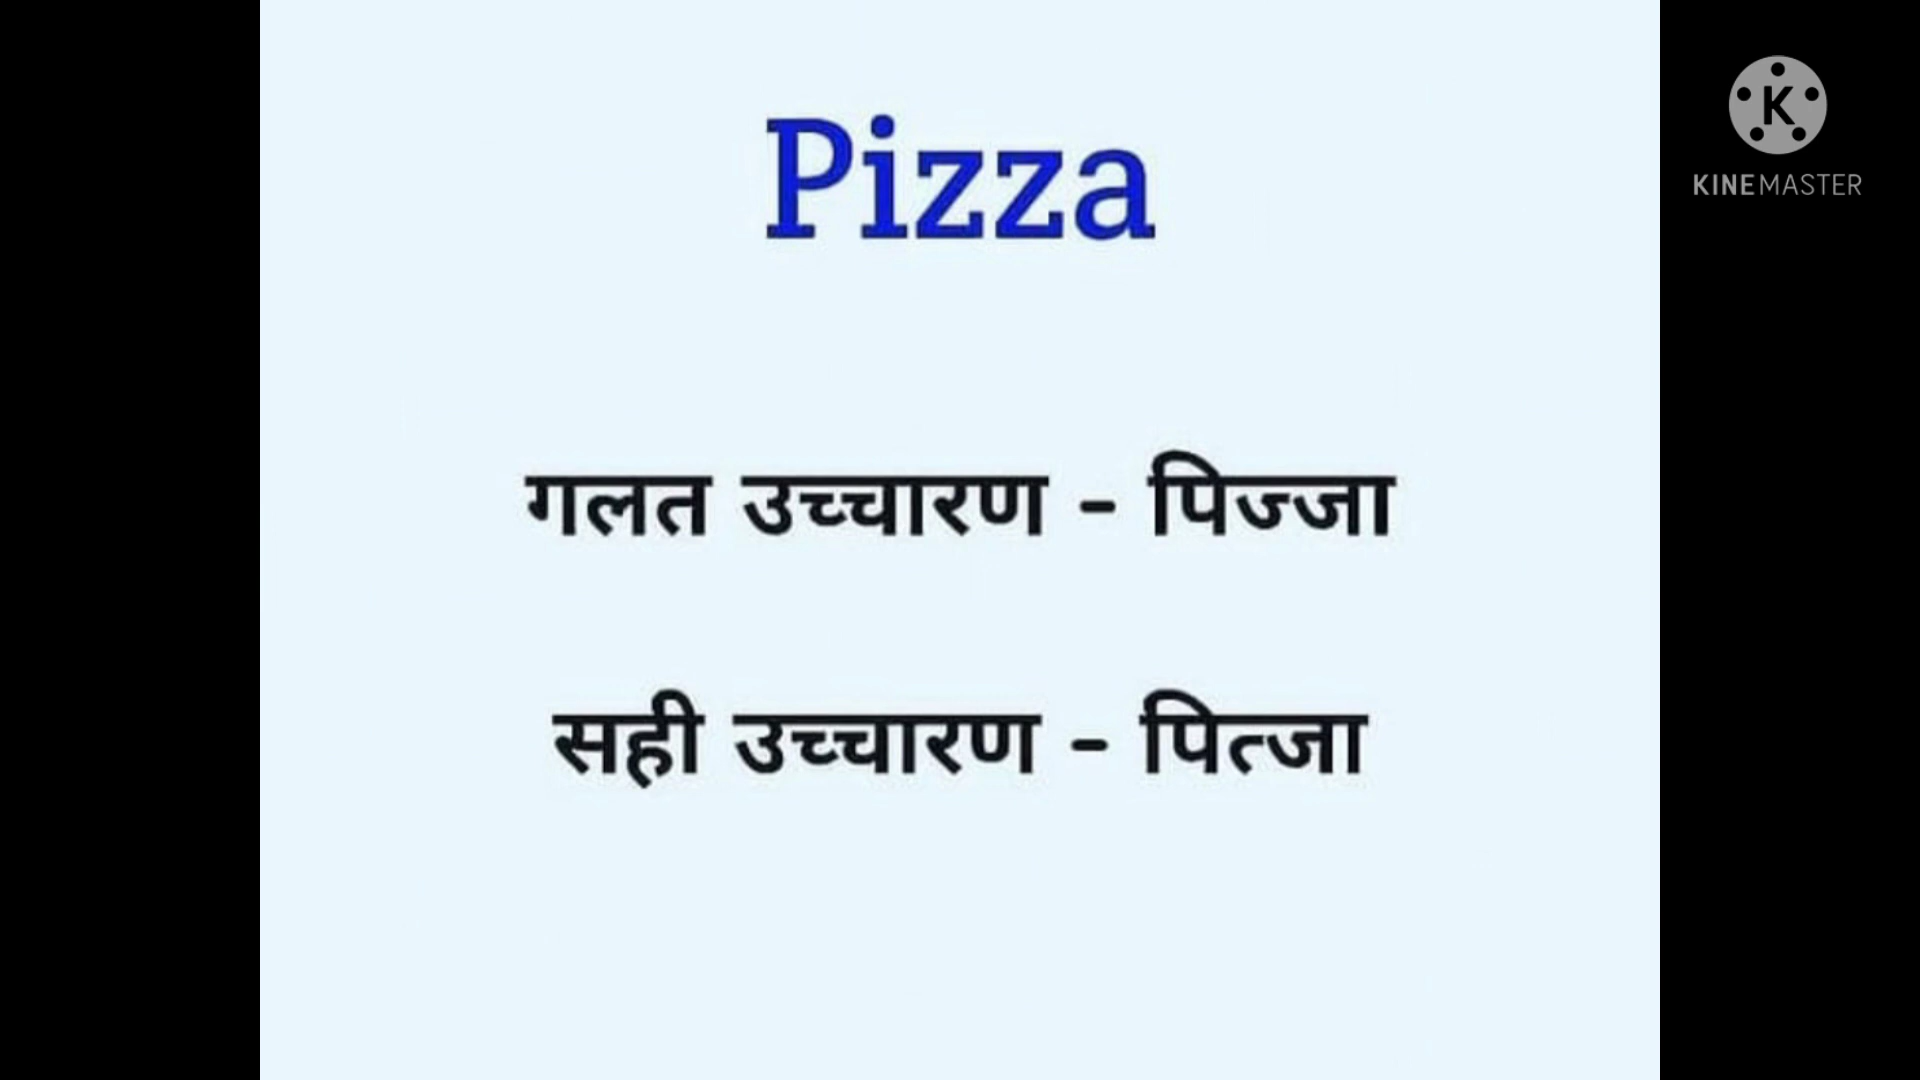 Pizza
गलत उच्चारण - पिज्जा
सही उच्चारण - पित्जा
K
KINEMASTER